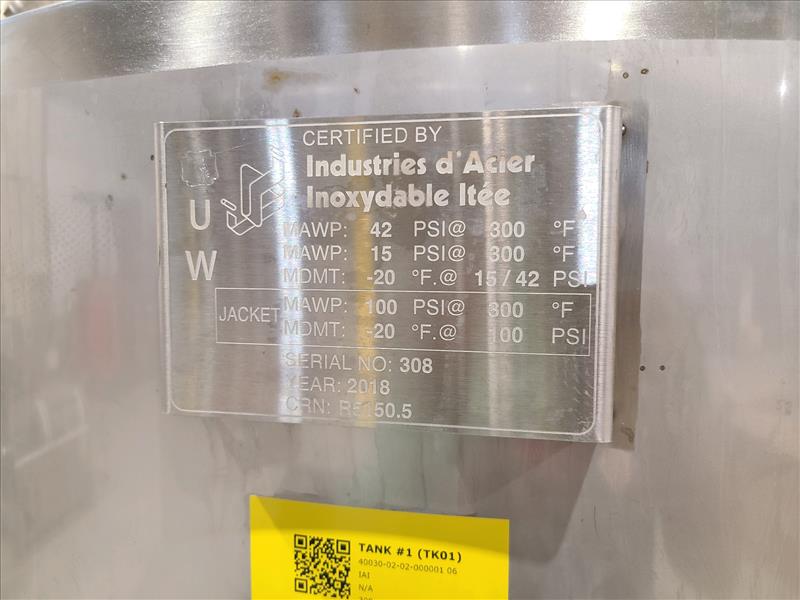 CERTIFIED BY
Industries d'Acier
Inoxydable ltée
U
W
MAWP: 42 PSI@ 300 °F
MAWP: 15 PSI@ 300 °F
MDMT: -20 °F.@ 15/42 PSI
JACKET
MAWP: 100 PSI@ 300 °F
MDMT: -20 °F.@ 100 PSI
SERIAL NO: 308
YEAR: 2018
CRN: R5150.5
TANK #1 (TK01)
40030-02-02-000001 06
IAI
N/A